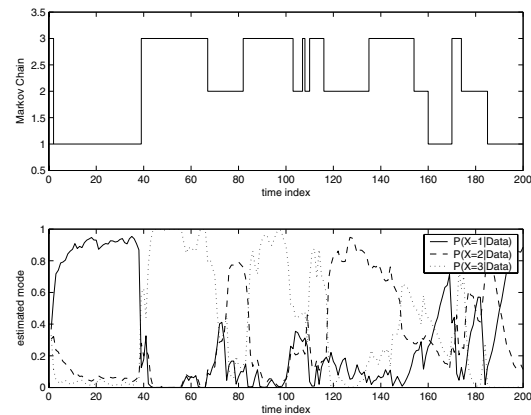 3.5
3
2.5
2
1.5
1
0.5
Markov Chain
0 20 40 60 80 100 120 140 160 180 200
time index
1
0.8
0.6
0.4
0.2
0
estimated mode
P(X=1|Data)
P(X=2|Data)
P(X=3|Data)
0 20 40 60 80 100 120 140 160 180 200
time index